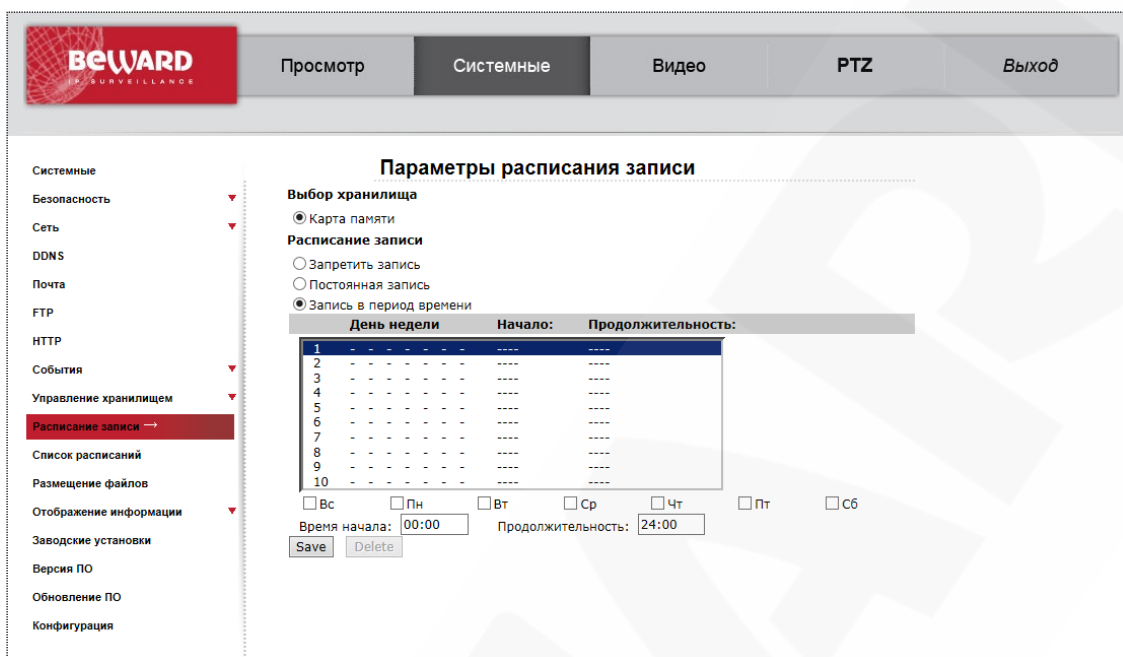 BEWARD
IP SURVEILLANCE
Просмотр
Системные
Видео
PTZ
Выход
Системные
Безопасность
Сеть
DDNS
Почта
FTP
HTTP
События
Управление хранилищем
Расписание записи →
Список расписаний
Размещение файлов
Отображение информации
Заводские установки
Версия ПО
Обновление ПО
Конфигурация
Параметры расписания записи
Выбор хранилища
Карта памяти
Расписание записи
Запретить запись
Постоянная запись
Запись в период времени
День недели Начало: Продолжительность:
1 - - - - - - - ---- ----
2 - - - - - - - ---- ----
3 - - - - - - - ---- ----
4 - - - - - - - ---- ----
5 - - - - - - - ---- ----
6 - - - - - - - ---- ----
7 - - - - - - - ---- ----
8 - - - - - - - ---- ----
9 - - - - - - - ---- ----
10 - - - - - - - ---- ----
Вс Пн Вт Ср Чт Пт Сб
Время начала: 00:00 Продолжительность: 24:00
Save Delete